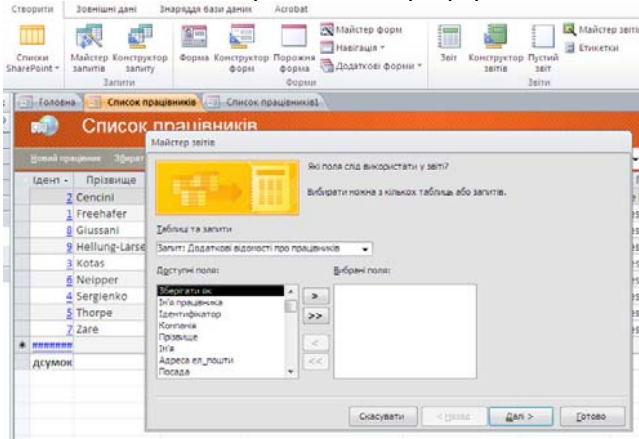 Створити Зовнішні дані Знаряддя бази даних Acrobat
Списки SharePoint
Майстер запитів
Конструктор запиту
Запити
Форма
Конструктор форм
Порожня форма
Майстер форм
Навігація
Додаткові форми
Форми
Звіт
Конструктор звітів
Пустий звіт
Майстер звітів
Етикетки
Звіти
Головна Список працівників Список працівників1
Список працівників
Новий працівник Збират
Ідент Прізвище
2 Cencini
1 Freehafer
8 Giussani
9 Hellung-Larse
3 Kotas
6 Neipper
4 Sergienko
5 Thorpe
7 Zare
* #######
дсумок
Майстер звітів
Які поля слід використати у звіті?
Вибирати можна з кількох таблиць або запитів.
Таблиці та запити
Запит: Додаткові відомості про працівників
Доступні поля:
Вибрані поля:
Зберігати як
Ім'я працівника
Ідентифікатор
Компанія
Прізвище
Ім'я
Адреса ел_пошти
Посада
>
>>
<
<<
Скасувати < Назад Далі > Готово